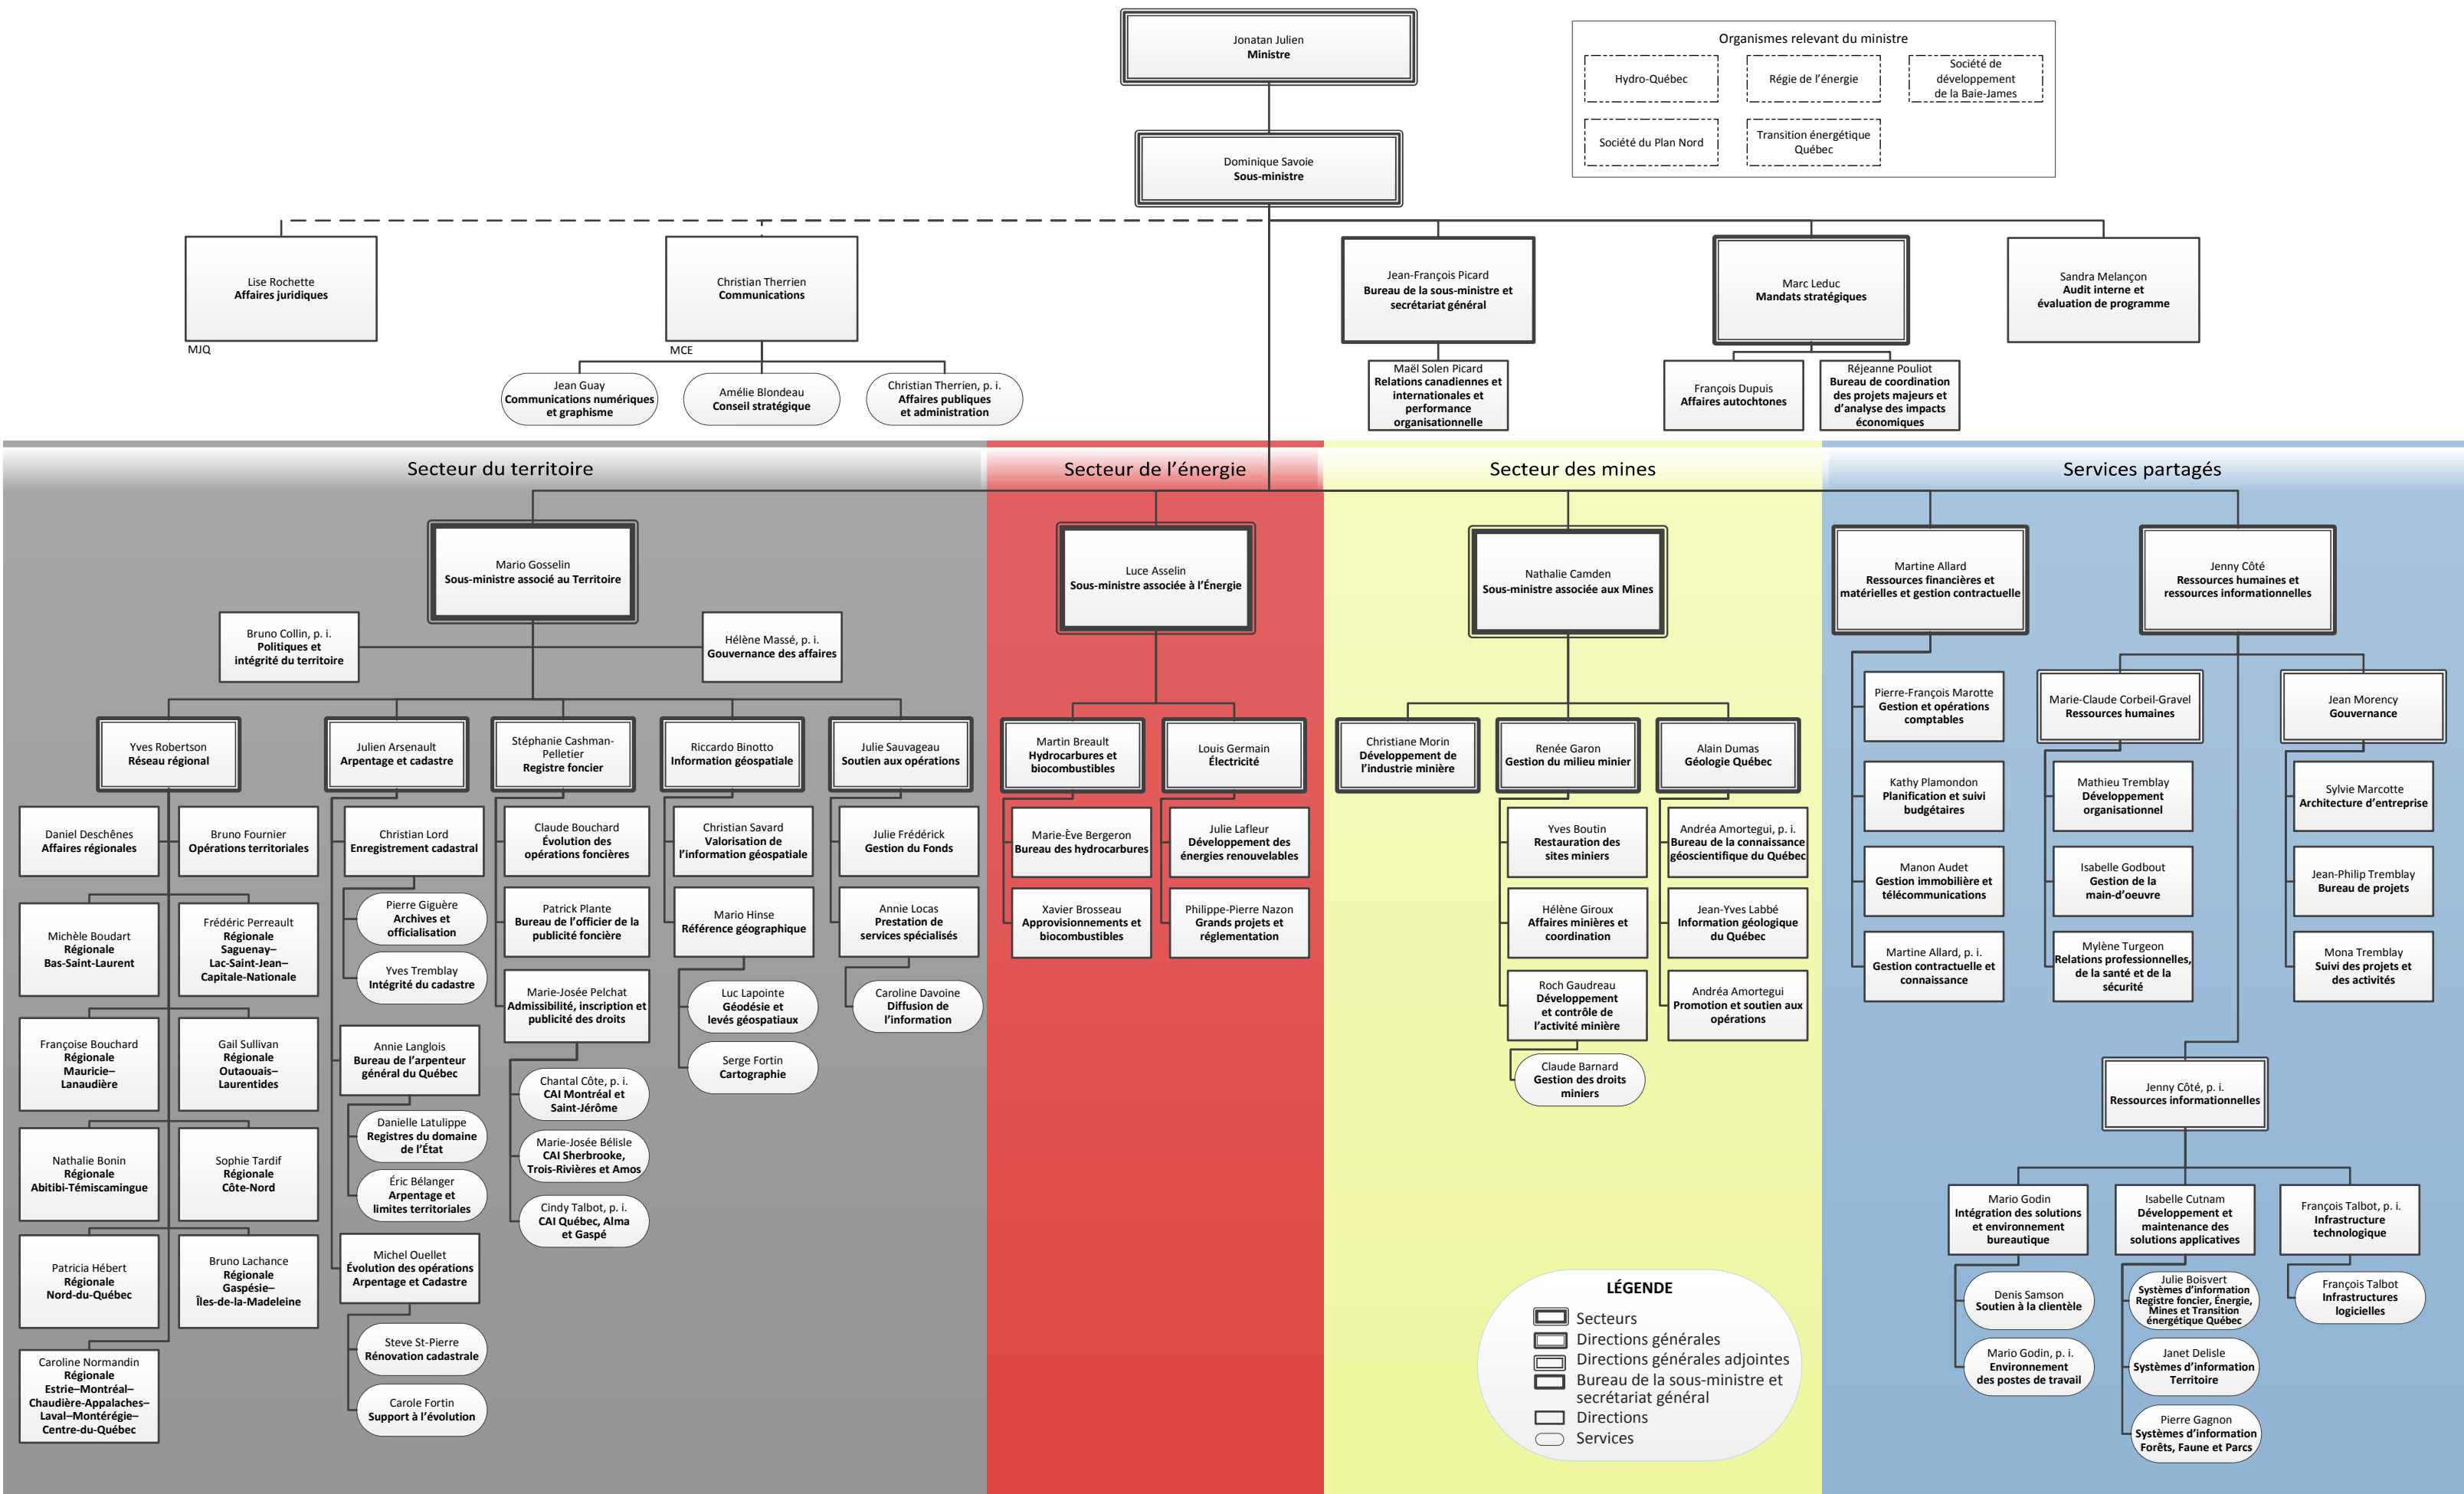 Jonatan Julien
Ministre
Organismes relevant du ministre
Hydro-Québec
Régie de l'énergie
Société de
développement
de la Baie-James
Société du Plan Nord
Transition énergétique
Québec
Dominique Savoie
Sous-ministre
Lise Rochette
Affaires juridiques
MJQ
Christian Therrien
Communications
MCE
Jean-François Picard
Bureau de la sous-ministre et
secrétariat général
Marc Leduc
Mandats stratégiques
Sandra Melançon
Audit interne et
évaluation de programme
Jean Guay
Communications numériques
et graphisme
Amélie Blondeau
Conseil stratégique
Christian Therrien, p. i.
Affaires publiques
et administration
Maël Solen Picard
Relations canadiennes et
internationales et
performance
organisationnelle
François Dupuis
Affaires autochtones
Réjeanne Pouliot
Bureau de coordination
des projets majeurs et
d'analyse des impacts
économiques
Secteur du territoire
Mario Gosselin
Sous-ministre associé au Territoire
Bruno Collin, p. i.
Politiques et
intégrité du territoire
Hélène Massé, p. i.
Gouvernance des affaires
Yves Robertson
Réseau régional
Daniel Deschênes
Affaires régionales
Bruno Fournier
Opérations territoriales
Michèle Boudart
Régionale
Bas-Saint-Laurent
Frédéric Perreault
Régionale
Saguenay–
Lac-Saint-Jean–
Capitale-Nationale
Françoise Bouchard
Régionale
Mauricie–
Lanaudière
Gail Sullivan
Régionale
Outaouais–
Laurentides
Nathalie Bonin
Régionale
Abitibi-Témiscamingue
Sophie Tardif
Régionale
Côte-Nord
Patricia Hébert
Régionale
Nord-du-Québec
Bruno Lachance
Régionale
Gaspésie–
Îles-de-la-Madeleine
Caroline Normandin
Régionale
Estrie–Montréal–
Chaudière-Appalaches–
Laval–Montérégie–
Centre-du-Québec
Julien Arsenault
Arpentage et cadastre
Christian Lord
Enregistrement cadastral
Pierre Giguère
Archives et
officialisation
Yves Tremblay
Intégrité du cadastre
Annie Langlois
Bureau de l'arpenteur
général du Québec
Danielle Latulippe
Registres du domaine
de l'État
Éric Bélanger
Arpentage et
limites territoriales
Michel Ouellet
Évolution des opérations
Arpentage et Cadastre
Steve St-Pierre
Rénovation cadastrale
Carole Fortin
Support à l'évolution
Stéphanie Cashman-
Pelletier
Registre foncier
Claude Bouchard
Évolution des
opérations foncières
Patrick Plante
Bureau de l'officier de la
publicité foncière
Marie-Josée Pelchat
Admissibilité, inscription et
publicité des droits
Chantal Côte, p. i.
CAI Montréal et
Saint-Jérôme
Marie-Josée Bélisle
CAI Sherbrooke,
Trois-Rivières et Amos
Cindy Talbot, p. i.
CAI Québec, Alma
et Gaspé
Riccardo Binotto
Information géospatiale
Christian Savard
Valorisation de
l'information géospatiale
Mario Hinse
Référence géographique
Luc Lapointe
Géodésie et
levés géospatiaux
Serge Fortin
Cartographie
Julie Sauvageau
Soutien aux opérations
Julie Frédérick
Gestion du Fonds
Annie Locas
Prestation de
services spécialisés
Caroline Davoine
Diffusion de
l'information
Secteur de l'énergie
Luce Asselin
Sous-ministre associée à l'Énergie
Martin Breault
Hydrocarbures et
biocombustibles
Marie-Ève Bergeron
Bureau des hydrocarbures
Xavier Brosseau
Approvisionnements et
biocombustibles
Louis Germain
Électricité
Julie Lafleur
Développement des
énergies renouvelables
Philippe-Pierre Nazon
Grands projets et
réglementation
Secteur des mines
Nathalie Camden
Sous-ministre associée aux Mines
Christiane Morin
Développement de
l'industrie minière
Renée Garon
Gestion du milieu minier
Yves Boutin
Restauration des
sites miniers
Hélène Giroux
Affaires minières et
coordination
Roch Gaudreau
Développement
et contrôle de
l'activité minière
Claude Barnard
Gestion des droits
miniers
Alain Dumas
Géologie Québec
Andréa Amortegui, p. i.
Bureau de la connaissance
géoscientifique du Québec
Jean-Yves Labbé
Information géologique
du Québec
Andréa Amortegui
Promotion et soutien aux
opérations
Services partagés
Martine Allard
Ressources financières et
matérielles et gestion contractuelle
Pierre-François Marotte
Gestion et opérations
comptables
Kathy Plamondon
Planification et suivi
budgétaires
Manon Audet
Gestion immobilière et
télécommunications
Martine Allard, p. i.
Gestion contractuelle et
connaissance
Jenny Côté
Ressources humaines et
ressources informationnelles
Marie-Claude Corbeil-Gravel
Ressources humaines
Mathieu Tremblay
Développement
organisationnel
Isabelle Godbout
Gestion de la
main-d'oeuvre
Mylène Turgeon
Relations professionnelles,
de la santé et de la
sécurité
Jean Morency
Gouvernance
Sylvie Marcotte
Architecture d'entreprise
Jean-Philip Tremblay
Bureau de projets
Mona Tremblay
Suivi des projets et
des activités
Jenny Côté, p. i.
Ressources informationnelles
Mario Godin
Intégration des solutions
et environnement
bureautique
Denis Samson
Soutien à la clientèle
Mario Godin, p. i.
Environnement
des postes de travail
Isabelle Cutnam
Développement et
maintenance des
solutions applicatives
Julie Boisvert
Systèmes d'information
Registre foncier, Énergie,
Mines et Transition
énergétique Québec
Janet Delisle
Systèmes d'information
Territoire
Pierre Gagnon
Systèmes d'information
Forêts, Faune et Parcs
François Talbot, p. i.
Infrastructure
technologique
François Talbot
Infrastructures
logicielles
LÉGENDE
Secteurs
Directions générales
Directions générales adjointes
Bureau de la sous-ministre et
secrétariat général
Directions
Services